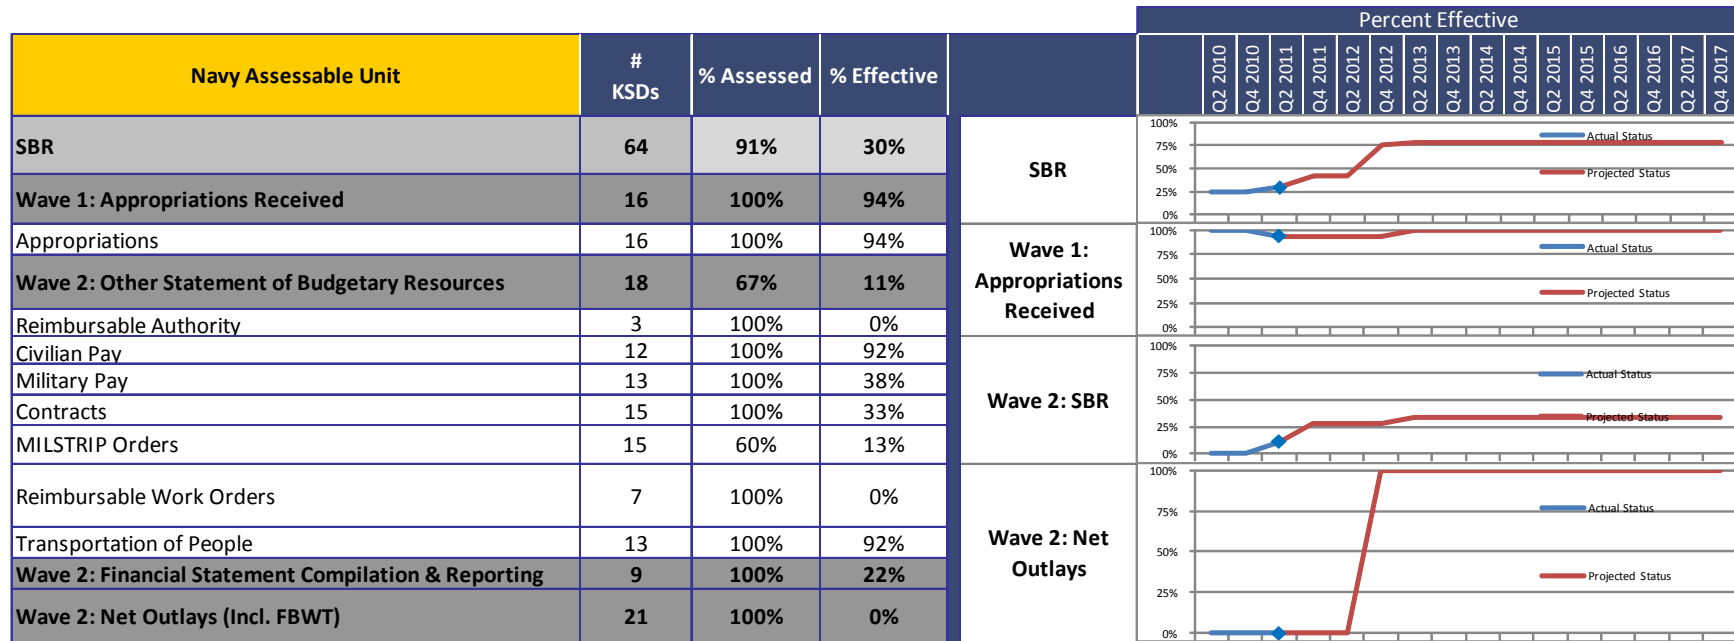 Percent Effective
Navy Assessable Unit
#
KSDs
% Assessed
% Effective
Q2 2010
Q4 2010
Q2 2011
Q4 2011
Q2 2012
Q4 2012
Q2 2013
Q4 2013
Q2 2014
Q4 2014
Q2 2015
Q4 2015
Q2 2016
Q4 2016
Q2 2017
Q4 2017
SBR 64 91% 30%
Wave 1: Appropriations Received 16 100% 94%
Appropriations 16 100% 94%
Wave 2: Other Statement of Budgetary Resources 18 67% 11%
Reimbursable Authority 3 100% 0%
Civilian Pay 12 100% 92%
Military Pay 13 100% 38%
Contracts 15 100% 33%
MILSTRIP Orders 15 60% 13%
Reimbursable Work Orders 7 100% 0%
Transportation of People 13 100% 92%
Wave 2: Financial Statement Compilation & Reporting 9 100% 22%
Wave 2: Net Outlays (Incl. FBWT) 21 100% 0%
SBR
100%
75%
50%
25%
0%
Actual Status
Projected Status
Wave 1:
Appropriations
Received
100%
75%
50%
25%
0%
Actual Status
Projected Status
Wave 2: SBR
100%
75%
50%
25%
0%
Actual Status
Projected Status
Wave 2: Net
Outlays
100%
75%
50%
25%
0%
Actual Status
Projected Status